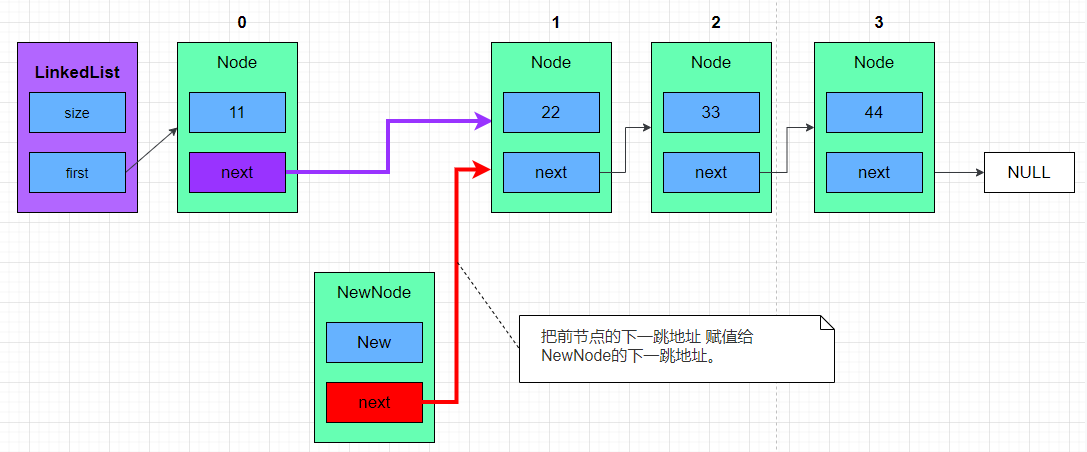 0
1
2
3
LinkedList
size
first
Node
11
next
Node
22
next
Node
33
next
Node
44
next
NULL
NewNode
New
next
把前节点的下一跳地址 赋值给
NewNode的下一跳地址。